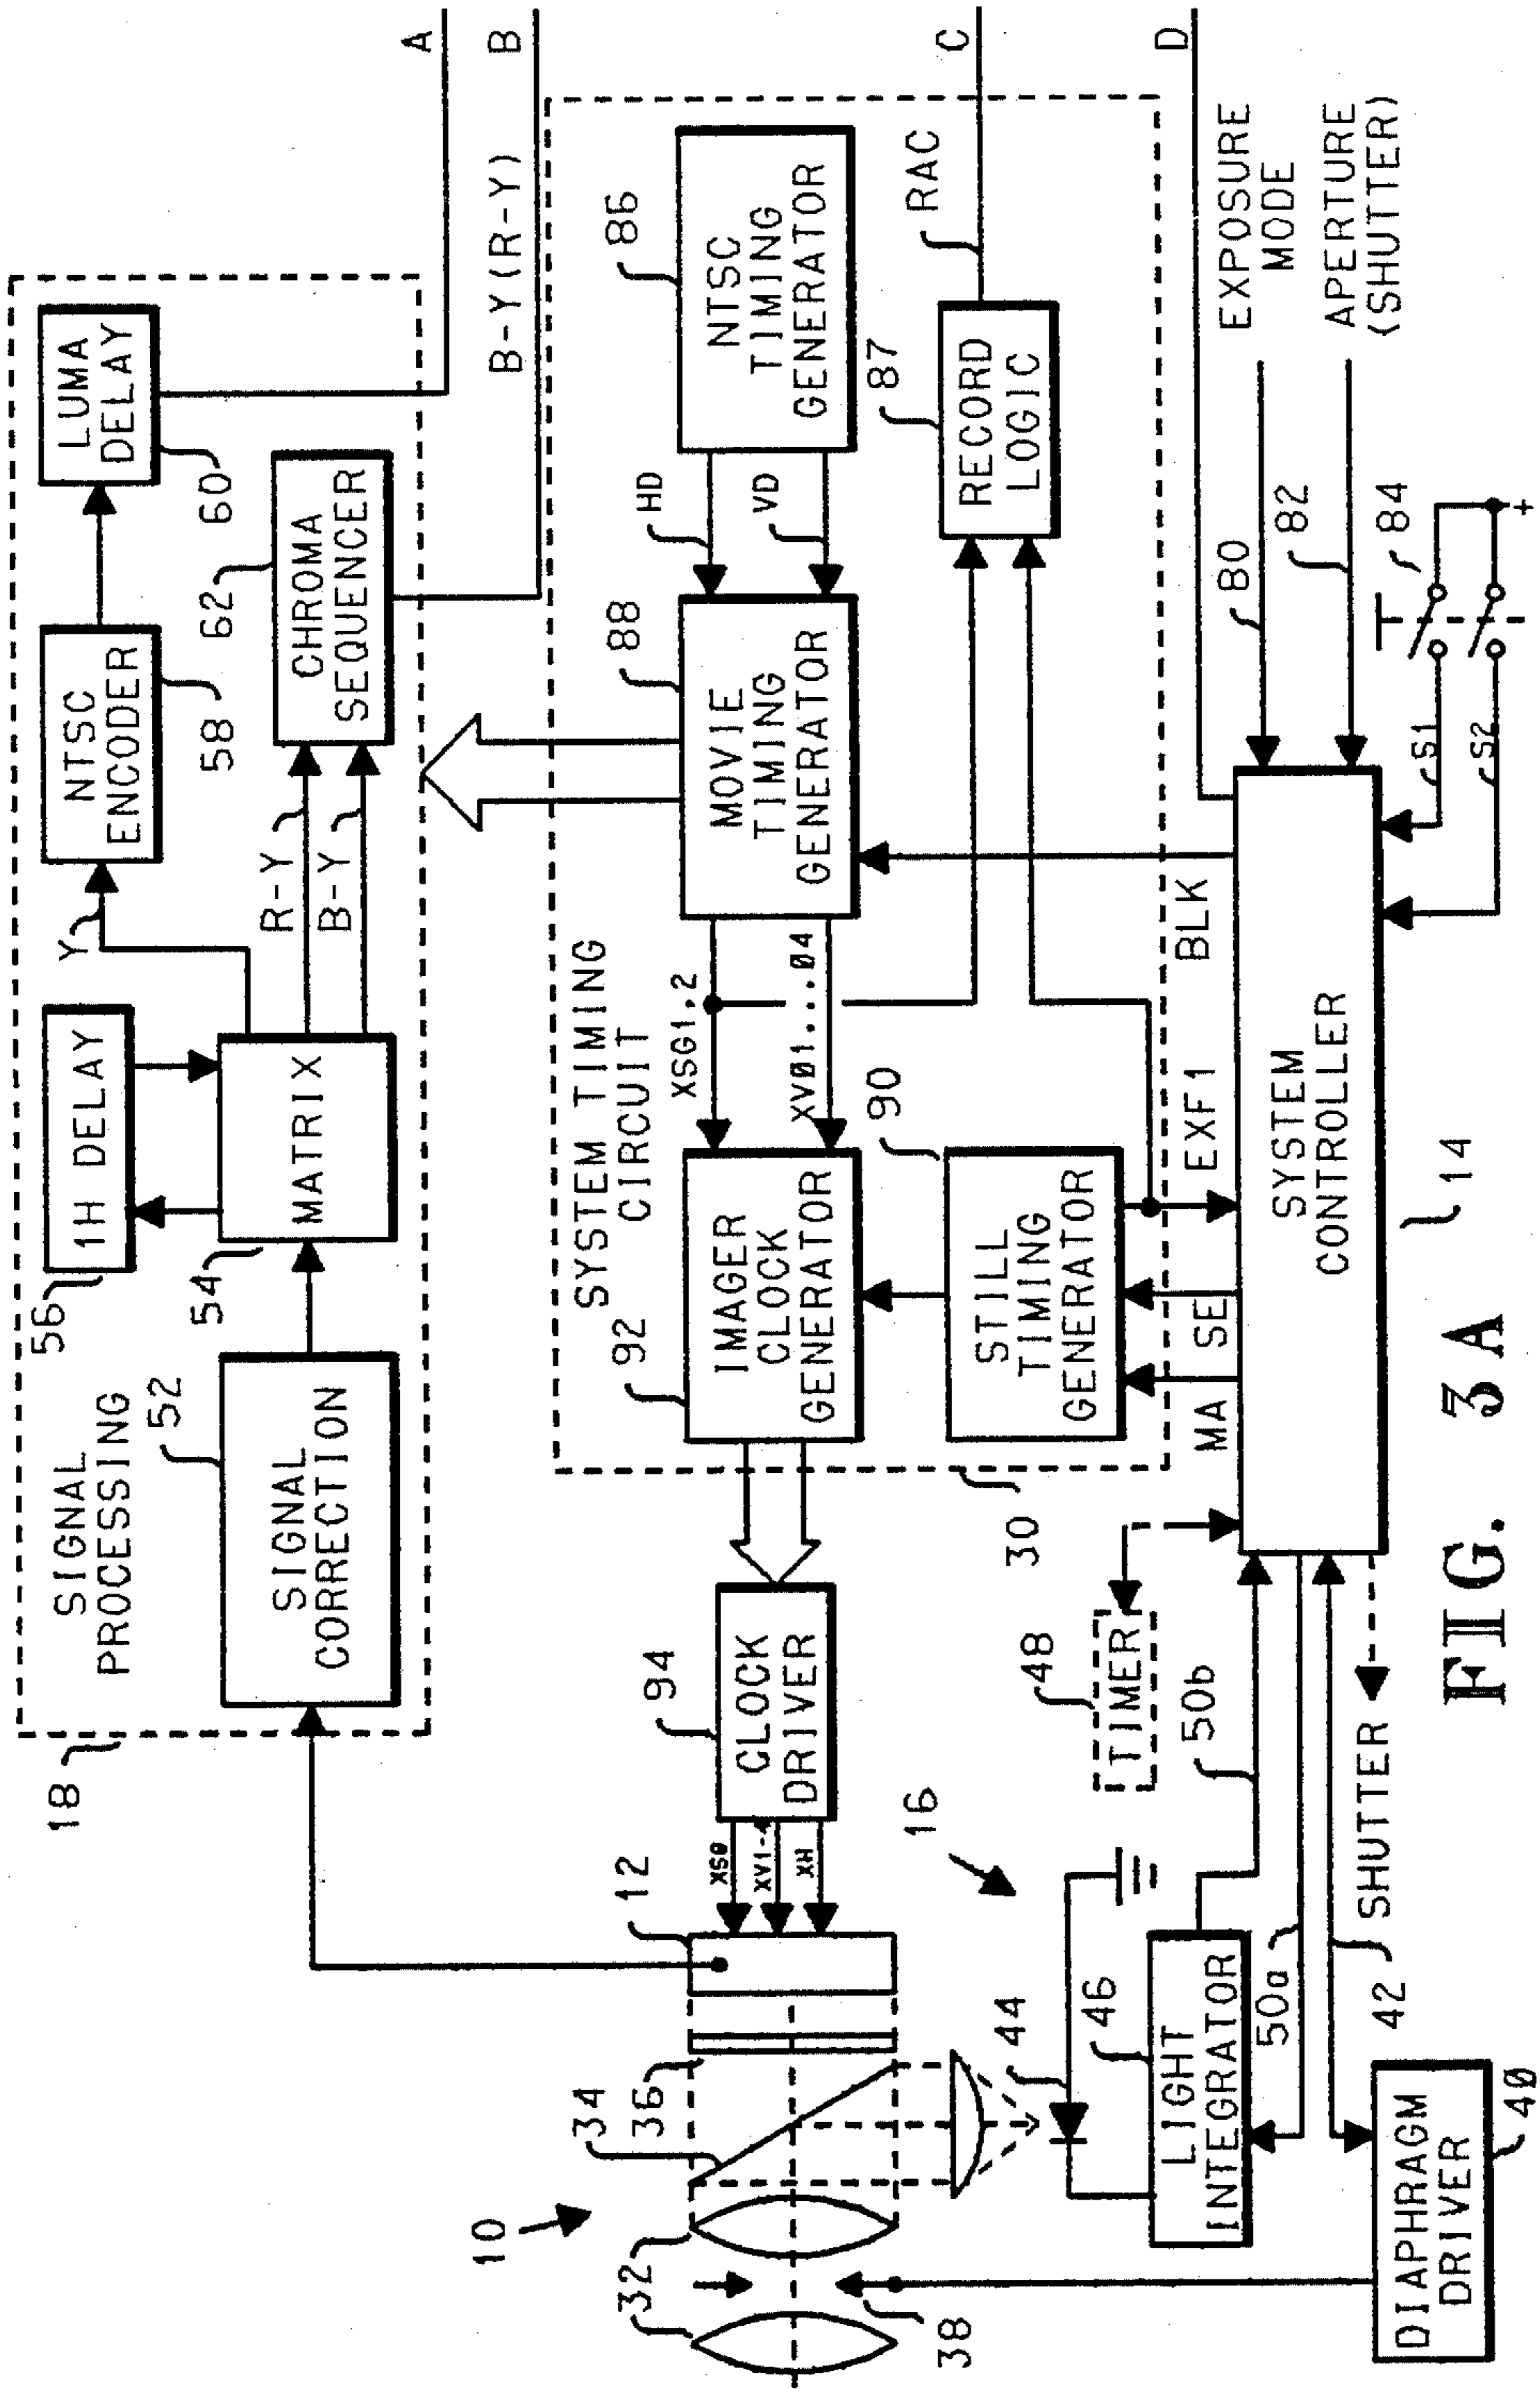 18
SIGNAL
PROCESSING
SIGNAL
CORRECTION
52
56
1H DELAY
54
MATRIX
Y
R-Y
B-Y
NTSC
ENCODER
58
LUMA
DELAY
60
62
CHROMA
SEQUENCER
A
B-Y(R-Y)
B
10
32
34
36
38
12
XSG
XV1-4
XH
94
CLOCK
DRIVER
SYSTEM TIMING
CIRCUIT
92
IMAGER
CLOCK
GENERATOR
XSG1,2
XVØ1...Ø4
88
MOVIE
TIMING
GENERATOR
HD
VD
86
NTSC
TIMING
GENERATOR
90
STILL
TIMING
GENERATOR
87
RECORD
LOGIC
RAC
C
30
MA
SE
EXF1
BLK
D
16
44
46
LIGHT
INTEGRATOR
48
TIMER
50b
50a
42
SHUTTER
DIAPHRAGM
DRIVER
40
SYSTEM
CONTROLLER
14
80
EXPOSURE
MODE
82
APERTURE
(SHUTTER)
84
S1
S2
+
FIG. 3A